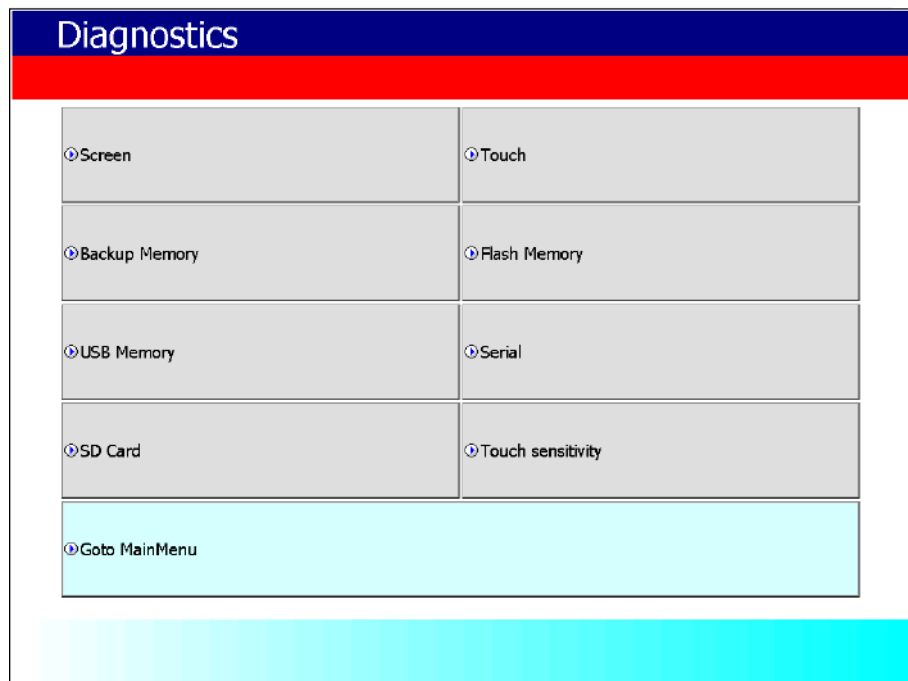 Diagnostics
Screen
Touch
Backup Memory
Flash Memory
USB Memory
Serial
SD Card
Touch sensitivity
Goto MainMenu